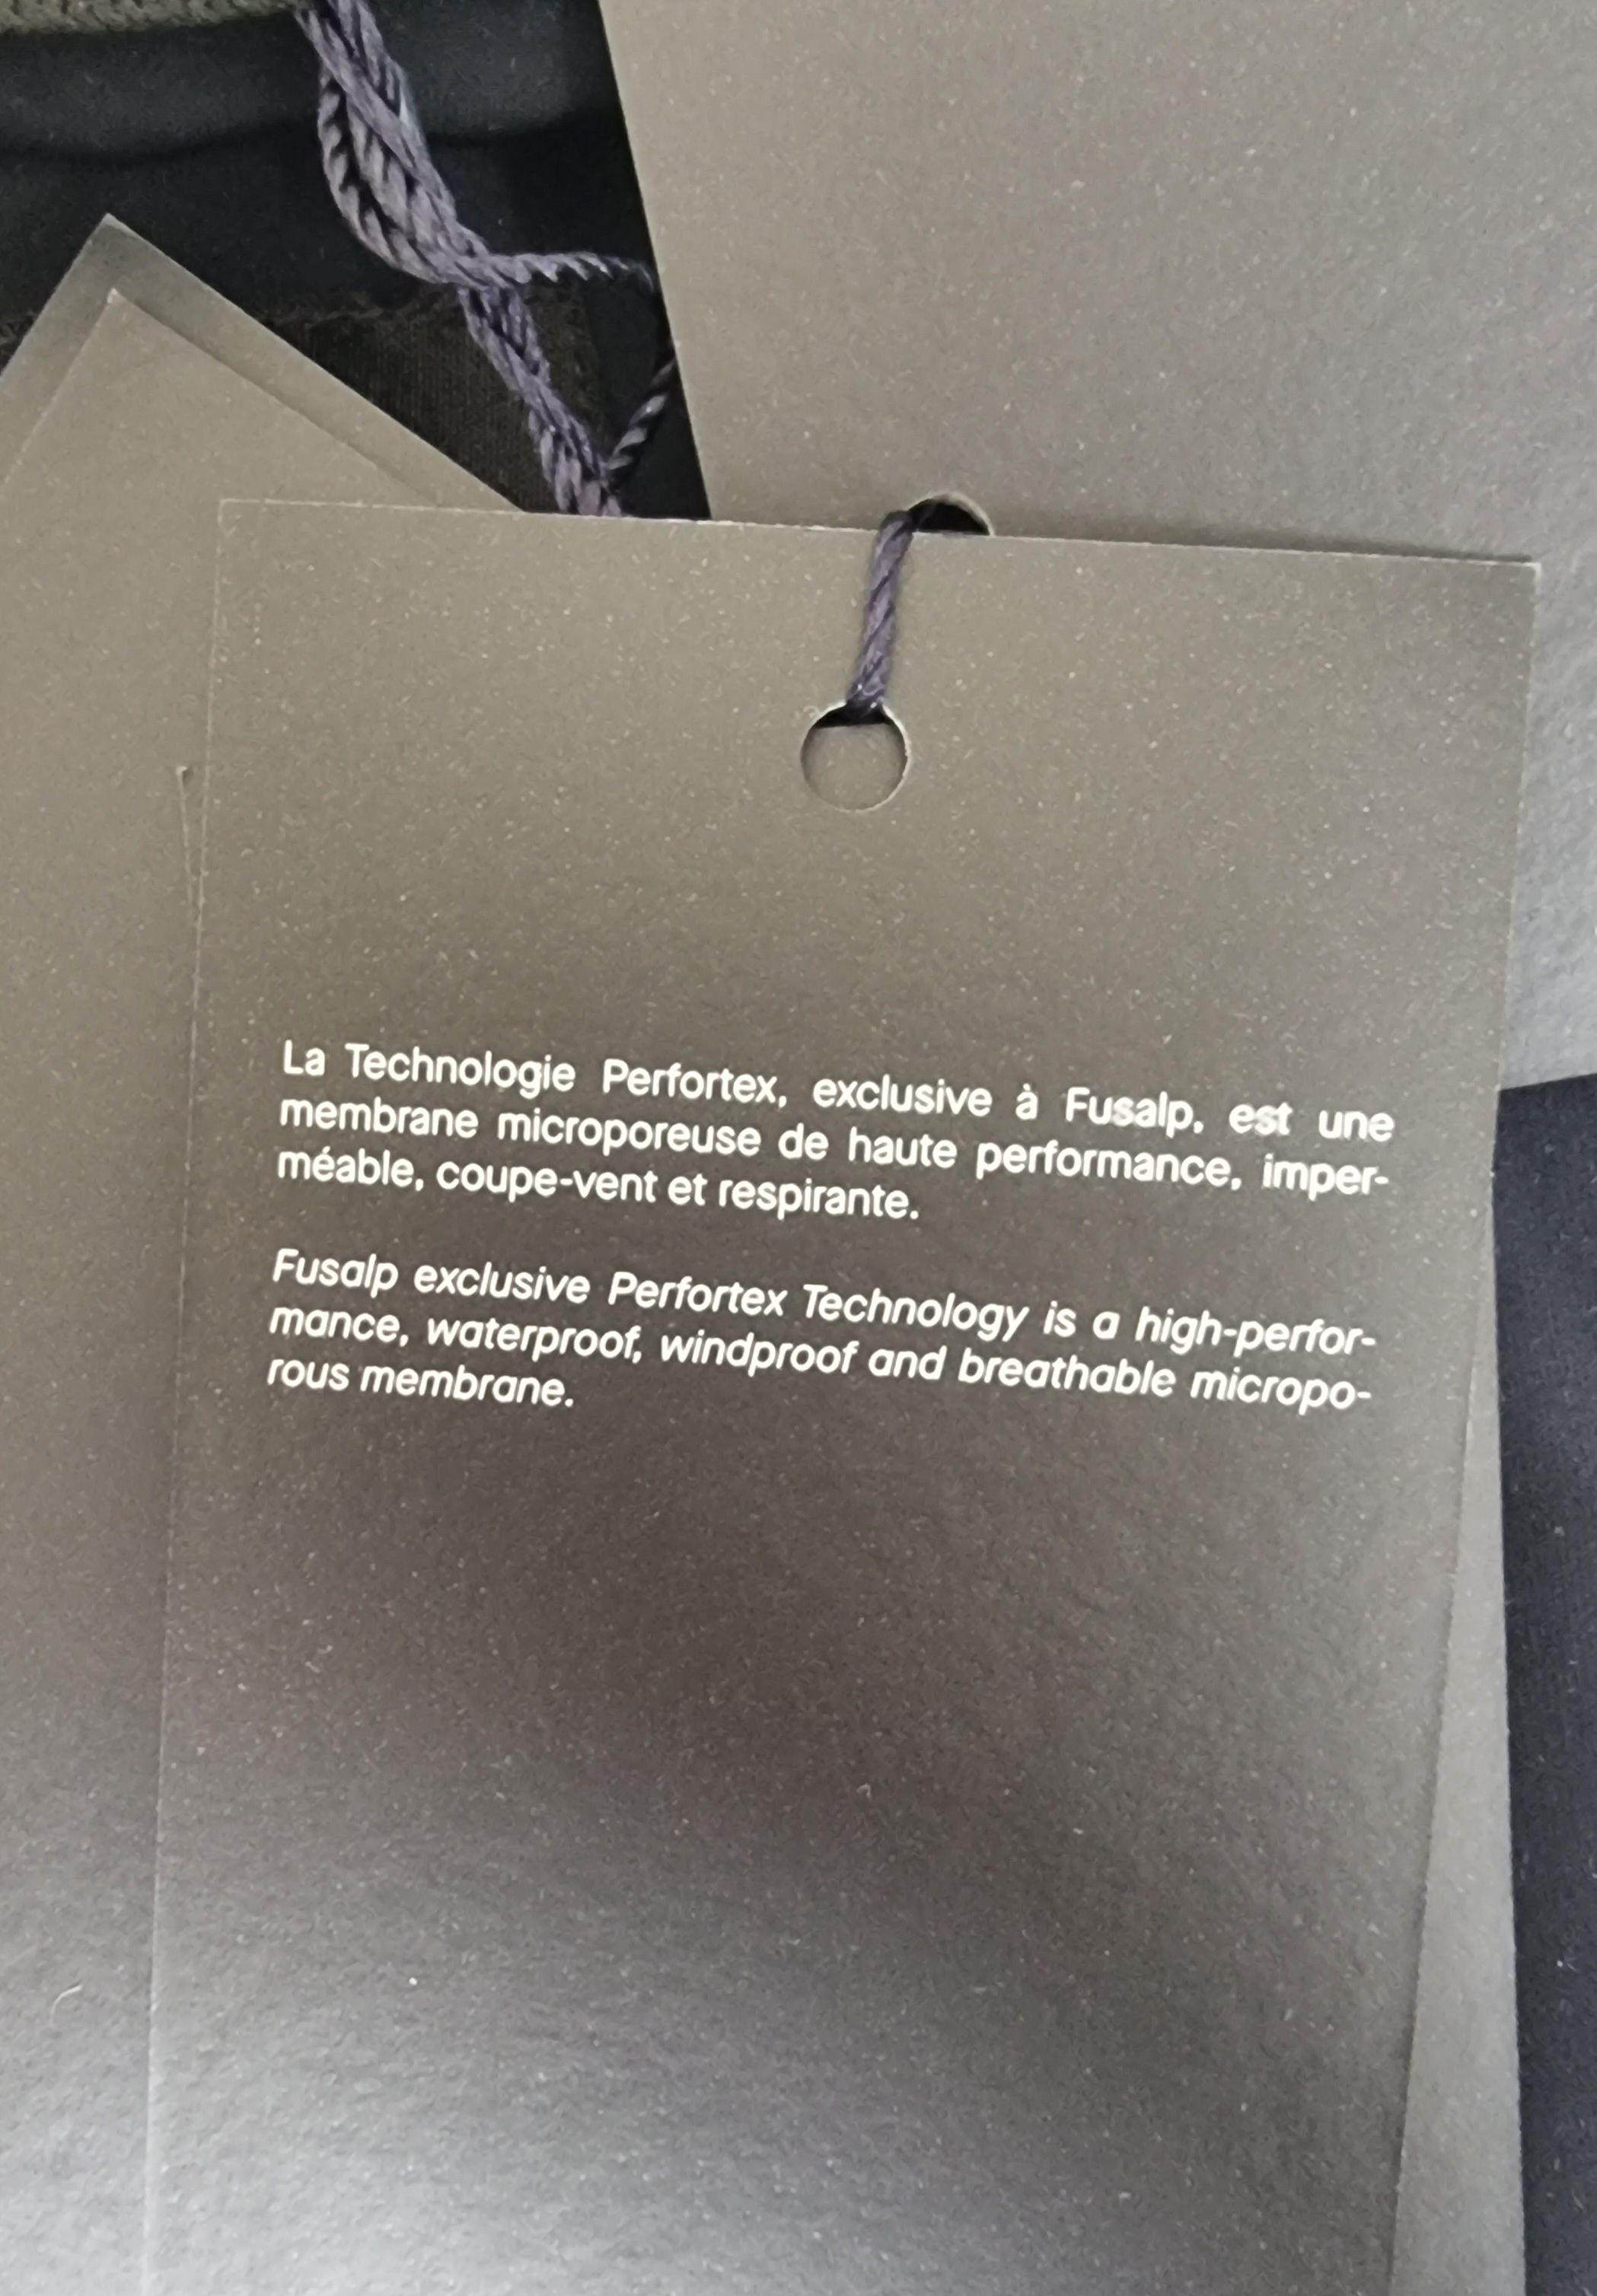 La Technologie Perfortex, exclusive à Fusalp, est une
membrane microporeuse de haute performance, imper-
méable, coupe-vent et respirante.
Fusalp exclusive Perfortex Technology is a high-perfor-
mance, waterproof, windproof and breathable micropo-
rous membrane.